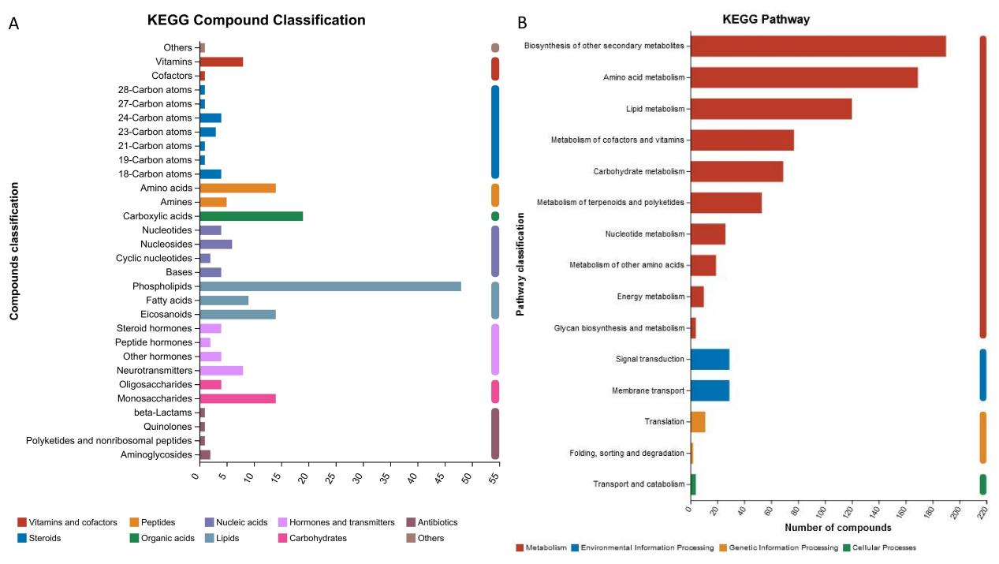 A
KEGG Compound Classification
Compounds classification
Others
Vitamins
Cofactors
28-Carbon atoms
27-Carbon atoms
24-Carbon atoms
23-Carbon atoms
21-Carbon atoms
19-Carbon atoms
18-Carbon atoms
Amino acids
Amines
Carboxylic acids
Nucleotides
Nucleosides
Cyclic nucleotides
Bases
Phospholipids
Fatty acids
Eicosanoids
Steroid hormones
Peptide hormones
Other hormones
Neurotransmitters
Oligosaccharides
Monosaccharides
beta-Lactams
Quinolones
Polyketides and nonribosomal peptides
Aminoglycosides
0 5 10 15 20 25 30 35 40 45 50 55
Vitamins and cofactors Peptides Nucleic acids Hormones and transmitters Antibiotics
Steroids Organic acids Lipids Carbohydrates Others
B
KEGG Pathway
Pathway classification
Biosynthesis of other secondary metabolites
Amino acid metabolism
Lipid metabolism
Metabolism of cofactors and vitamins
Carbohydrate metabolism
Metabolism of terpenoids and polyketides
Nucleotide metabolism
Metabolism of other amino acids
Energy metabolism
Glycan biosynthesis and metabolism
Signal transduction
Membrane transport
Translation
Folding, sorting and degradation
Transport and catabolism
0 20 40 60 80 100 120 140 160 180 200 220
Number of compounds
Metabolism Environmental Information Processing Genetic Information Processing Cellular Processes